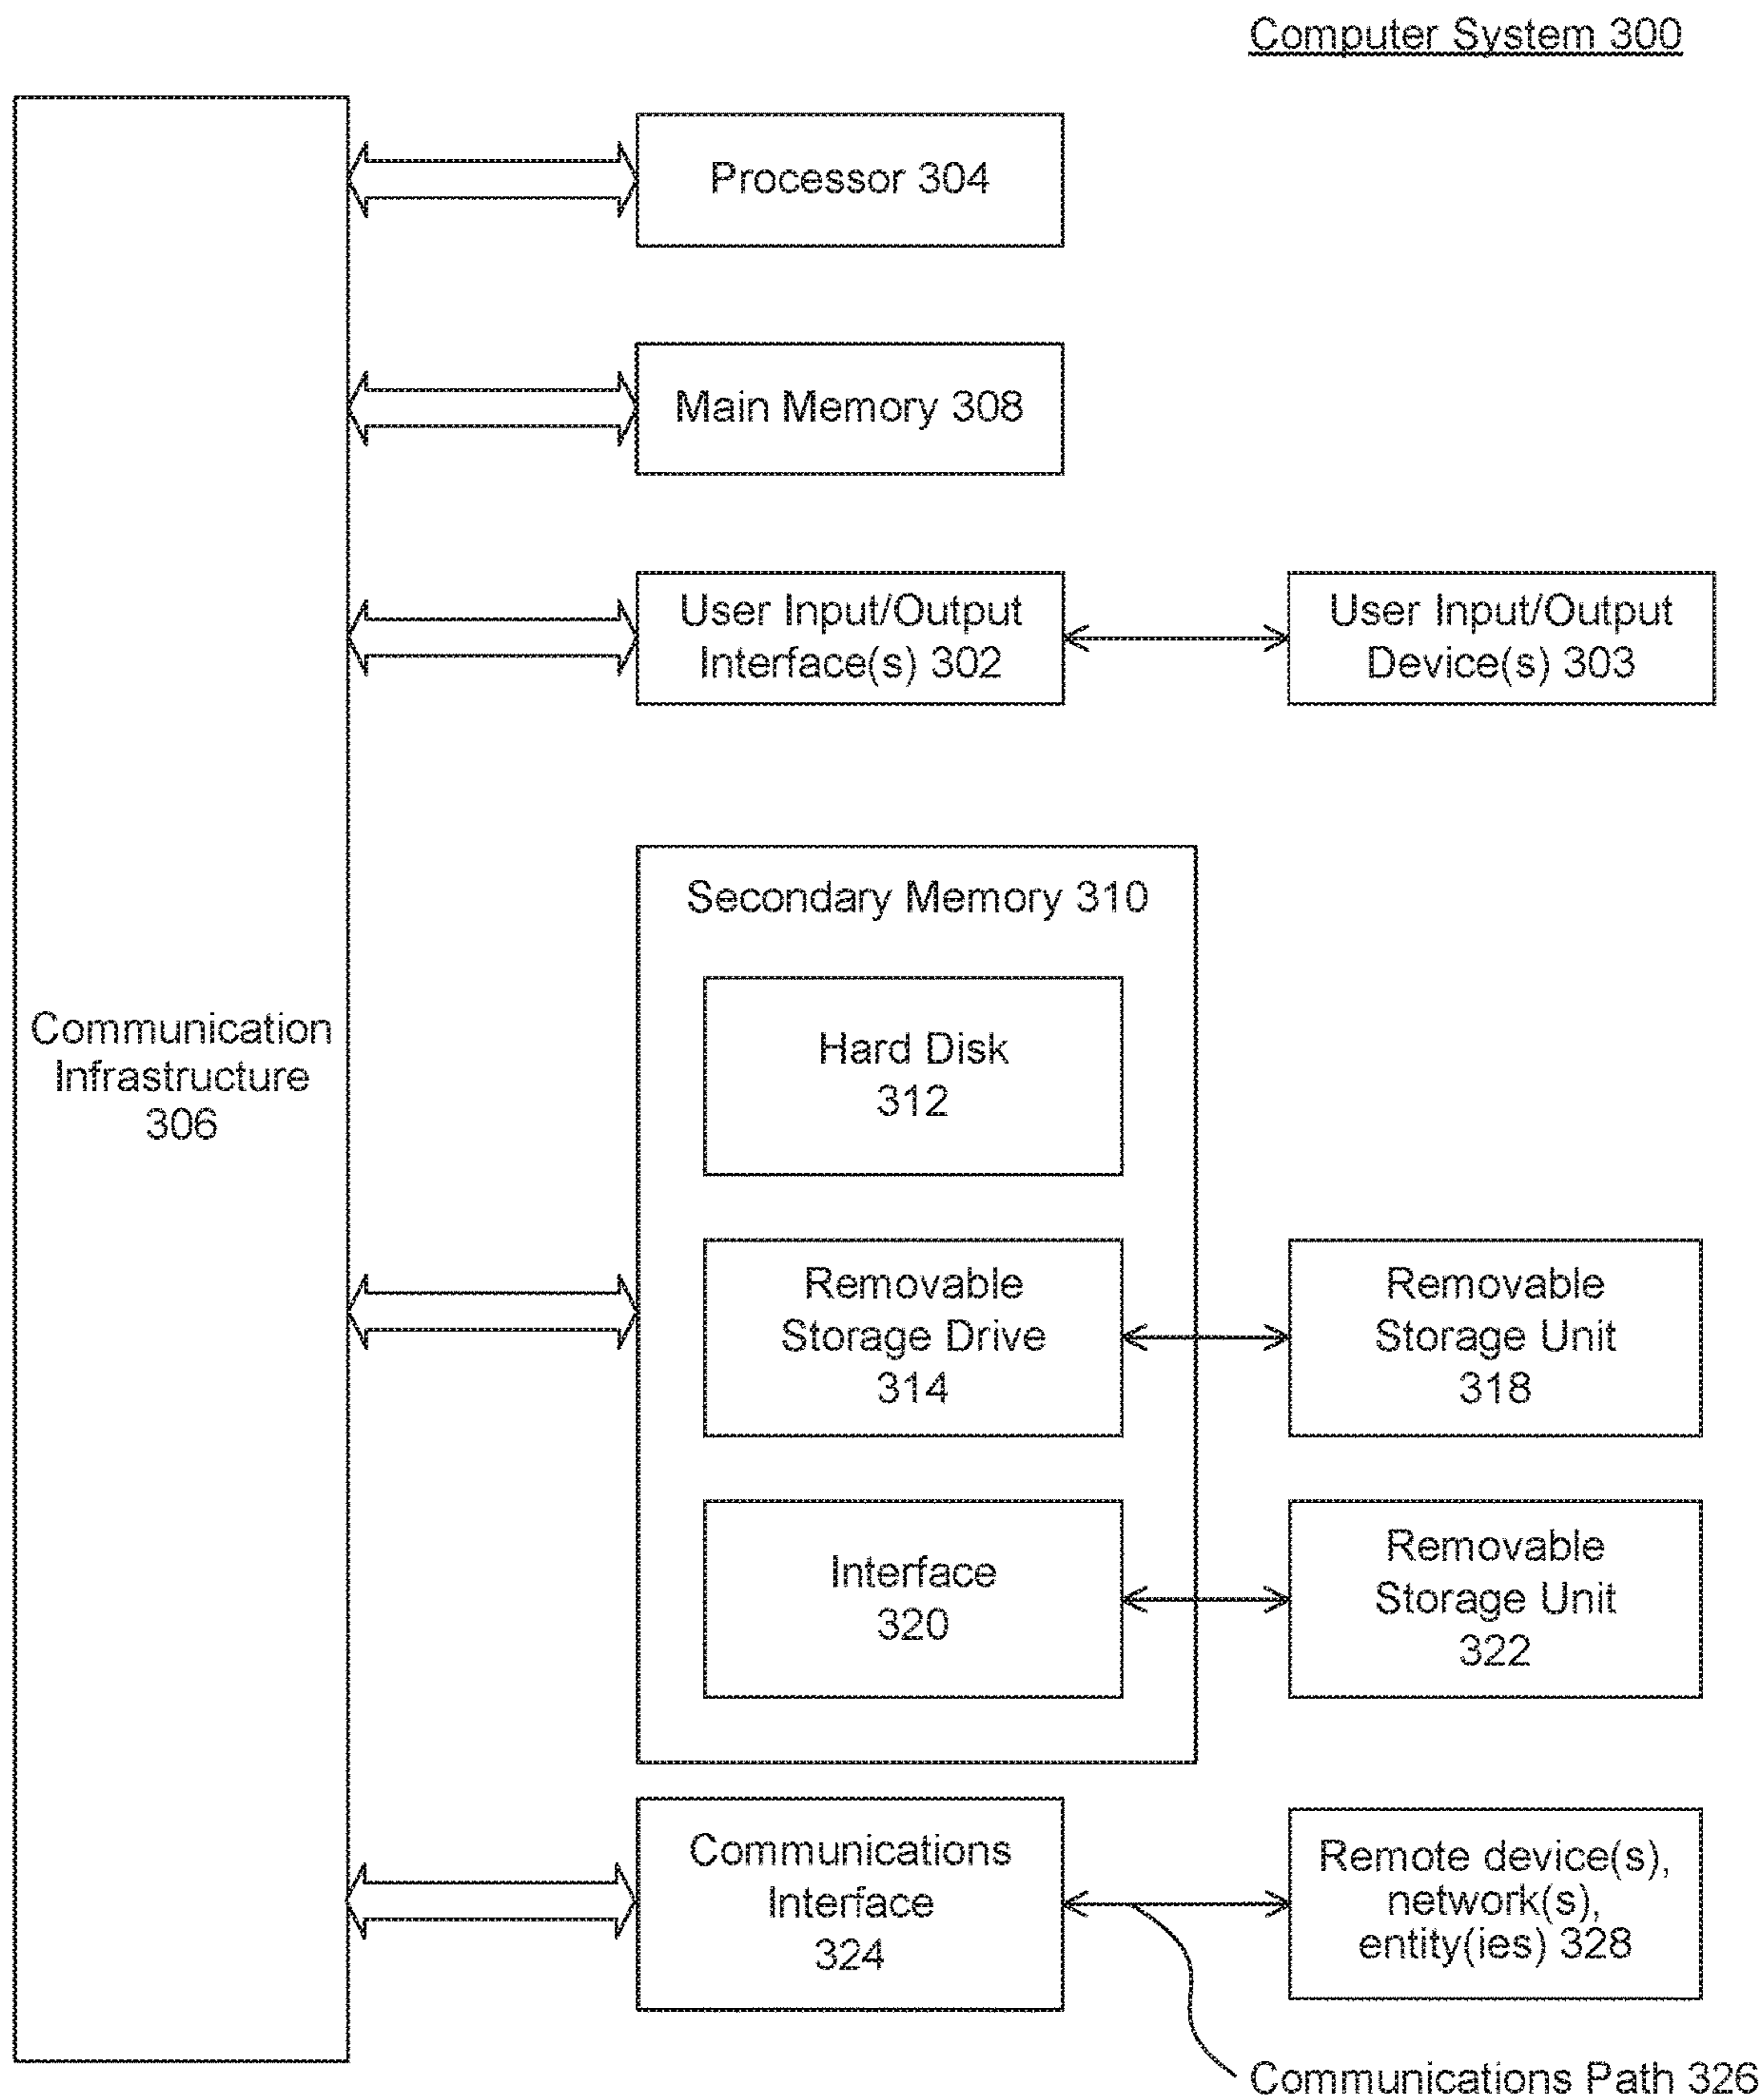 Computer System 300
Processor 304
Main Memory 308
User Input/Output
Interface(s) 302
User Input/Output
Device(s) 303
Communication
Infrastructure
306
Secondary Memory 310
Hard Disk
312
Removable
Storage Drive
314
Removable
Storage Unit
318
Interface
320
Removable
Storage Unit
322
Communications
Interface
324
Remote device(s),
network(s),
entity(ies) 328
Communications Path 326